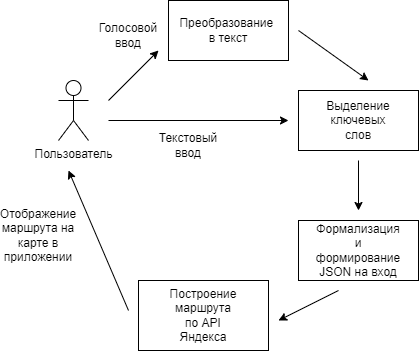 Голосовой
ввод
Преобразование
в текст
Выделение
ключевых
слов
Пользователь
Текстовый
ввод
Отображение
маршрута на
карте в
приложении
Формализация
и
формирование
JSON на вход
Построение
маршрута
по API
Яндекса